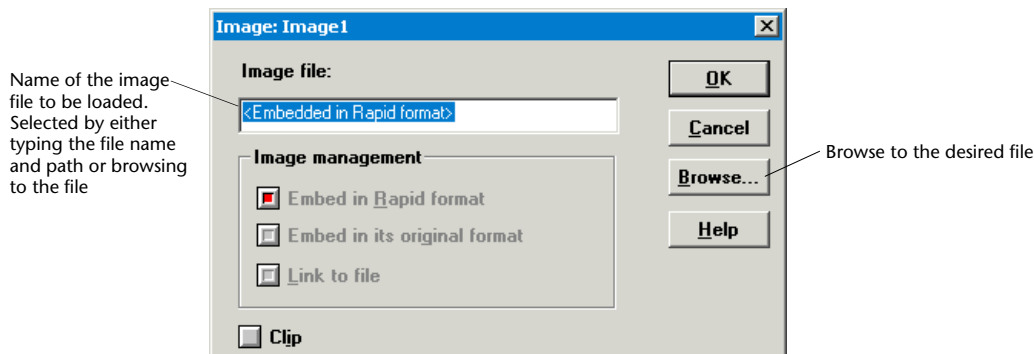 Image: Image1
Image file:
<Embedded in Rapid format>
Image management
Embed in Rapid format
Embed in its original format
Link to file
Clip
OK
Cancel
Browse...
Help
Name of the image
file to be loaded.
Selected by either
typing the file name
and path or browsing
to the file
Browse to the desired file